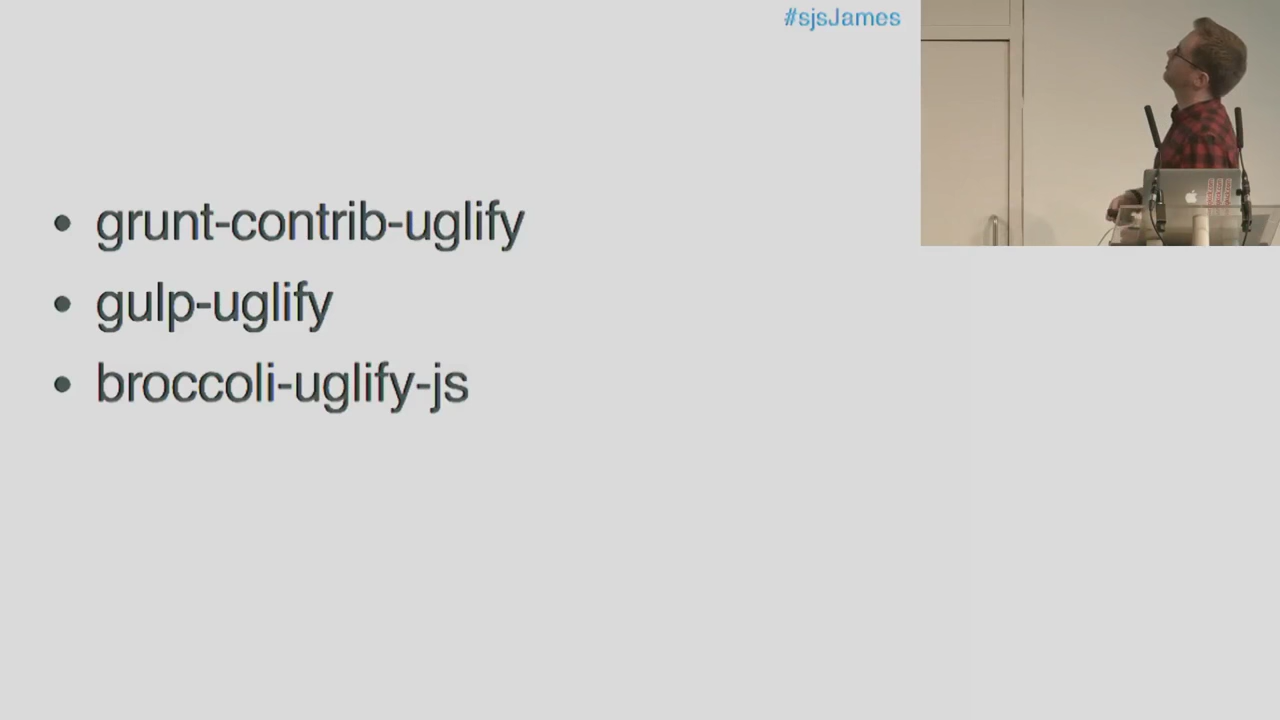 #sjsJames
• grunt-contrib-uglify
• gulp-uglify
• broccoli-uglify-js